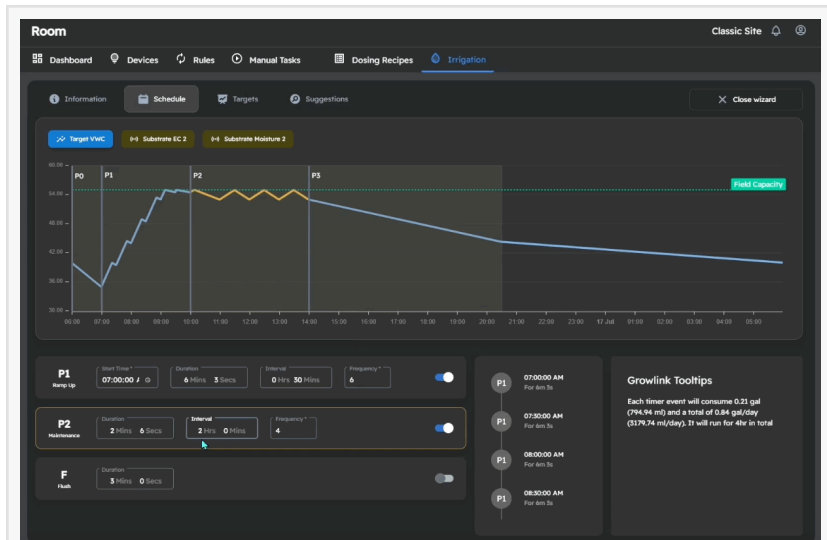 Room
Classic Site
Dashboard Devices Rules Manual Tasks Dosing Recipes Irrigation
Information Schedule Targets Suggestions Close wizard
Target VWC Substrate EC 2 Substrate Moisture 2
60.00
P0 P1 P2 P3
Field Capacity
54.00
48.00
42.00
36.00
30.00
06:00 07:00 08:00 09:00 10:00 11:00 12:00 13:00 14:00 15:00 16:00 17:00 18:00 19:00 20:00 21:00 22:00 23:00 17 Jul 01:00 02:00 03:00 04:00 05:00
P1
Ramp Up
Start Time *
07:00:00
Duration
6 Mins 3 Secs
Interval
0 Hrs 30 Mins
Frequency *
6
P2
Maintenance
Duration
2 Mins 6 Secs
Interval
2 Hrs 0 Mins
Frequency *
4
F
Flush
Duration
3 Mins 0 Secs
P1
07:00:00 AM
For 6m 3s
P1
07:30:00 AM
For 6m 3s
P1
08:00:00 AM
For 6m 3s
P1
08:30:00 AM
For 6m 3s
Growlink Tooltips
Each timer event will consume 0.21 gal
(794.94 ml) and a total of 0.84 gal/day
(3179.74 ml/day). It will run for 4hr in total